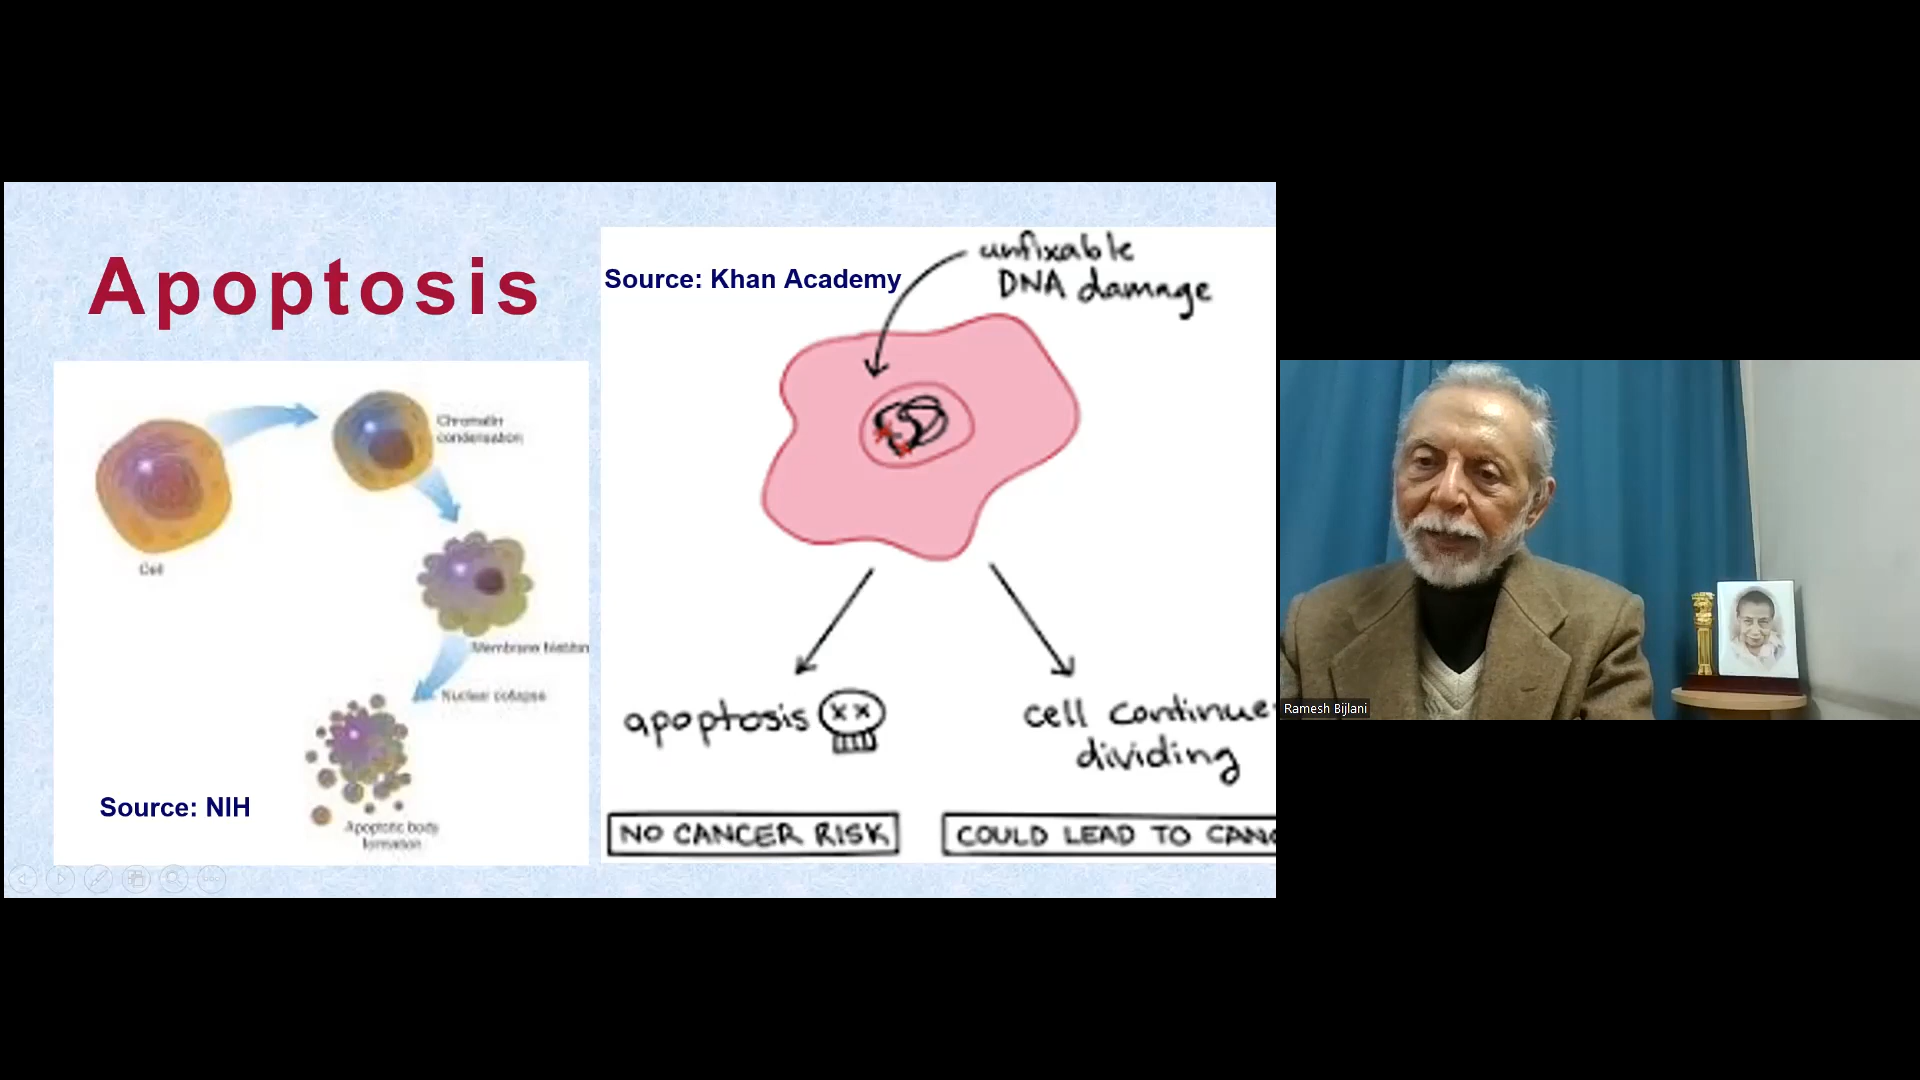 Apoptosis
Cell
Chromatin
condensation
Membrane
Nuclear collapse
Apoptotic body
formation
Source: NIH
Source: Khan Academy
unfixable
DNA damage
apoptosis
cell continue
dividing
NO CANCER RISK
COULD LEAD TO CANC
Ramesh Bijlani